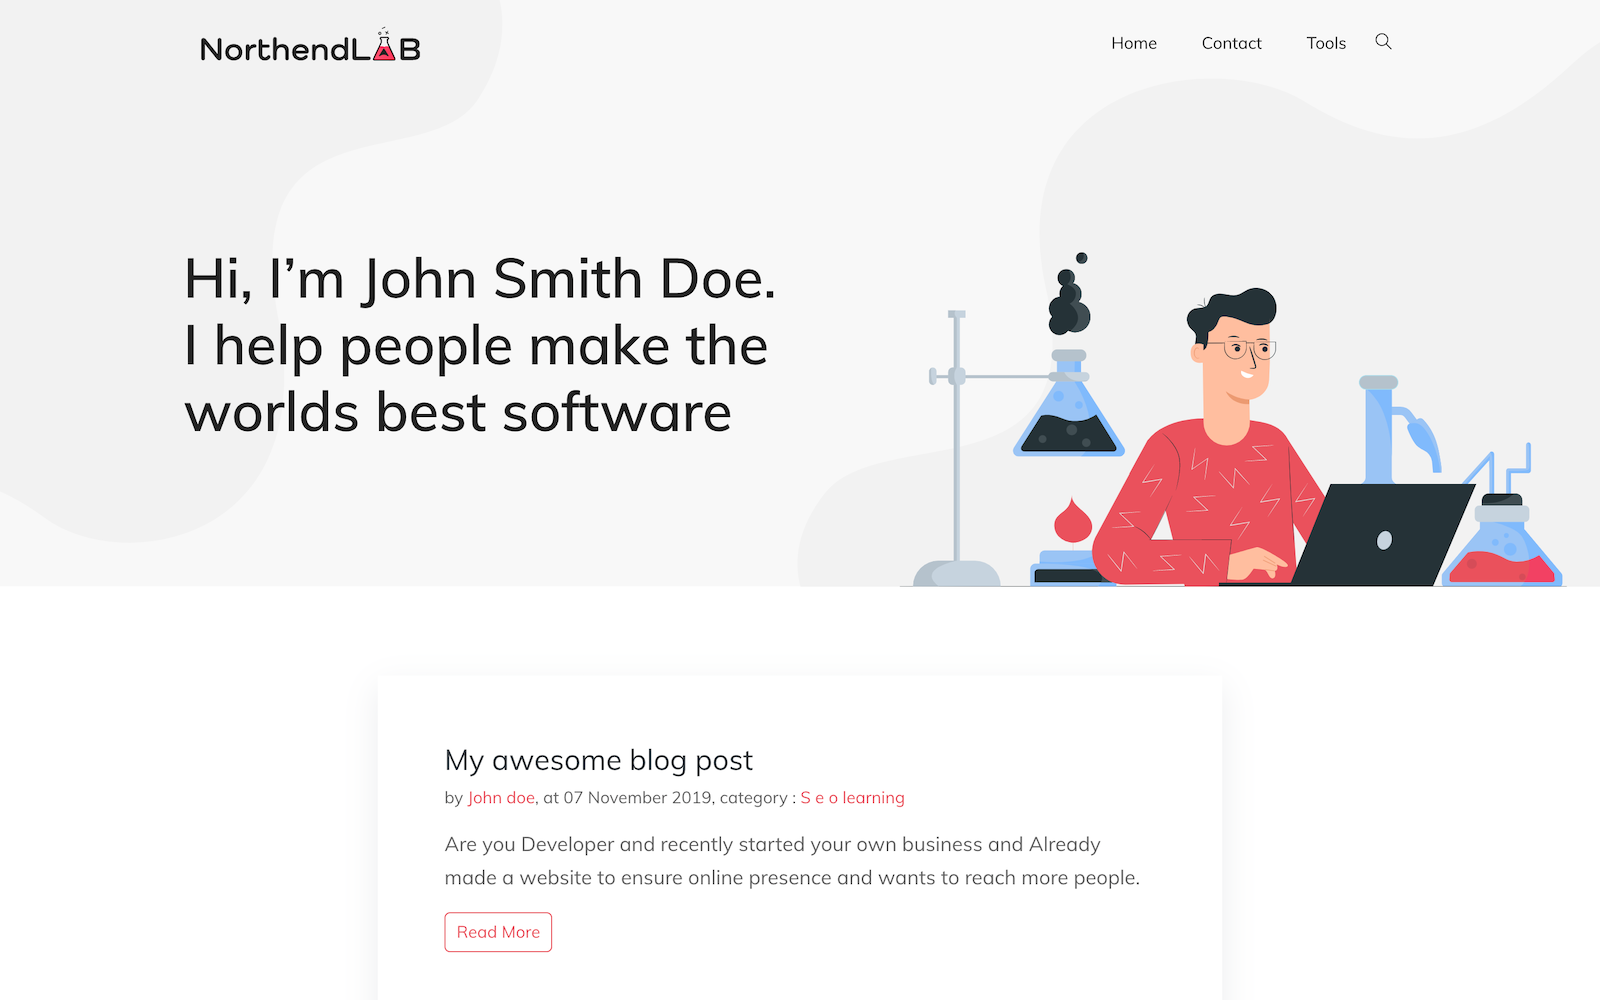 NorthendLAB
Home Contact Tools
Hi, I’m John Smith Doe.
I help people make the
worlds best software
My awesome blog post
by John doe, at 07 November 2019, category : S e o learning
Are you Developer and recently started your own business and Already
made a website to ensure online presence and wants to reach more people.
Read More